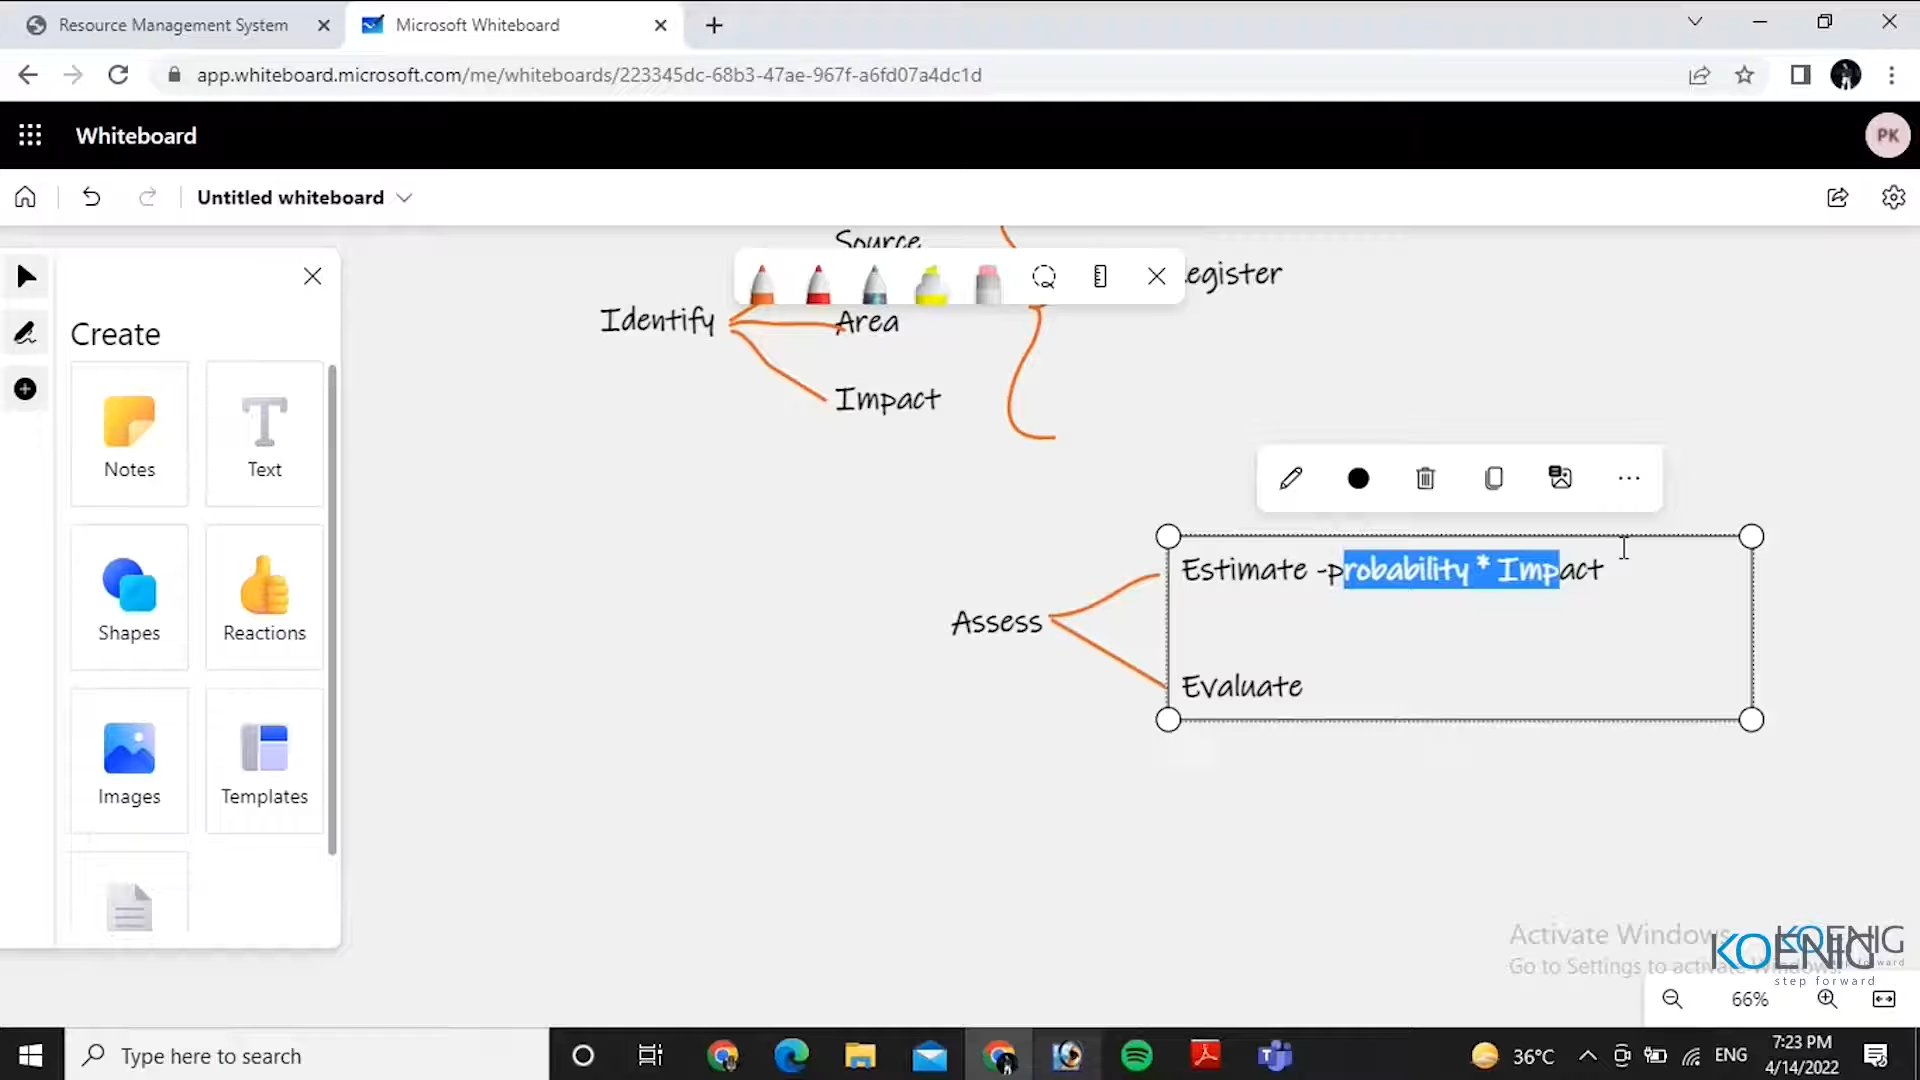 Resource Management System
Microsoft Whiteboard
app.whiteboard.microsoft.com/me/whiteboards/223345dc-68b3-47ae-967f-a6fd07a4dc1d
Whiteboard
PK
Untitled whiteboard
Source
egister
Identify
Area
Create
Impact
Notes
Text
Estimate -probability * Impact
Assess
Shapes
Reactions
Evaluate
Images
Templates
Activate Windows
KOENIG
KOENIG
Go to Settings to activate Windows.
step forward
66%
Type here to search
36°C
ENG
7:23 PM
4/14/2022